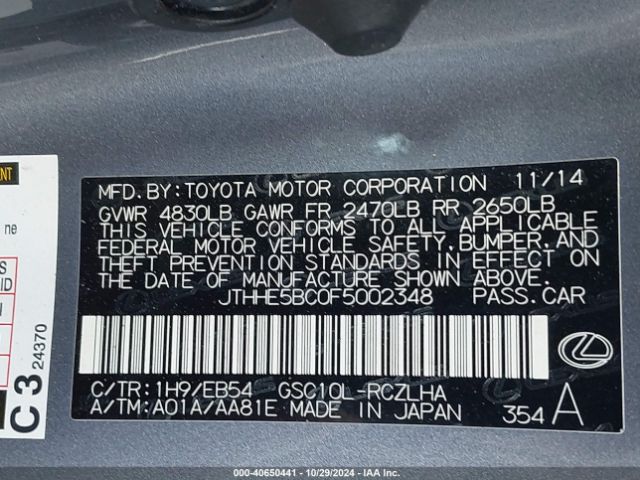 MFD.BY:TOYOTA MOTOR CORPORATION 11/14
GVWR 4830LB GAWR FR 2470LB RR 2650LB
THIS VEHICLE CONFORMS TO ALL APPLICABLE
FEDERAL MOTOR VEHICLE SAFETY,BUMPER,AND
THEFT PREVENTION STANDARDS IN EFFECT ON
THE DATE OF MANUFACTURE SHOWN ABOVE.
JTHHE5BC0F5002348 PASS.CAR
C/TR:1H9/EB54 GSC10L-RCZLHA
A/TM:A01A/AA81E MADE IN JAPAN 354 A
ne
C 3 24370
000-40650441 - 10/29/2024 - IAA Inc.